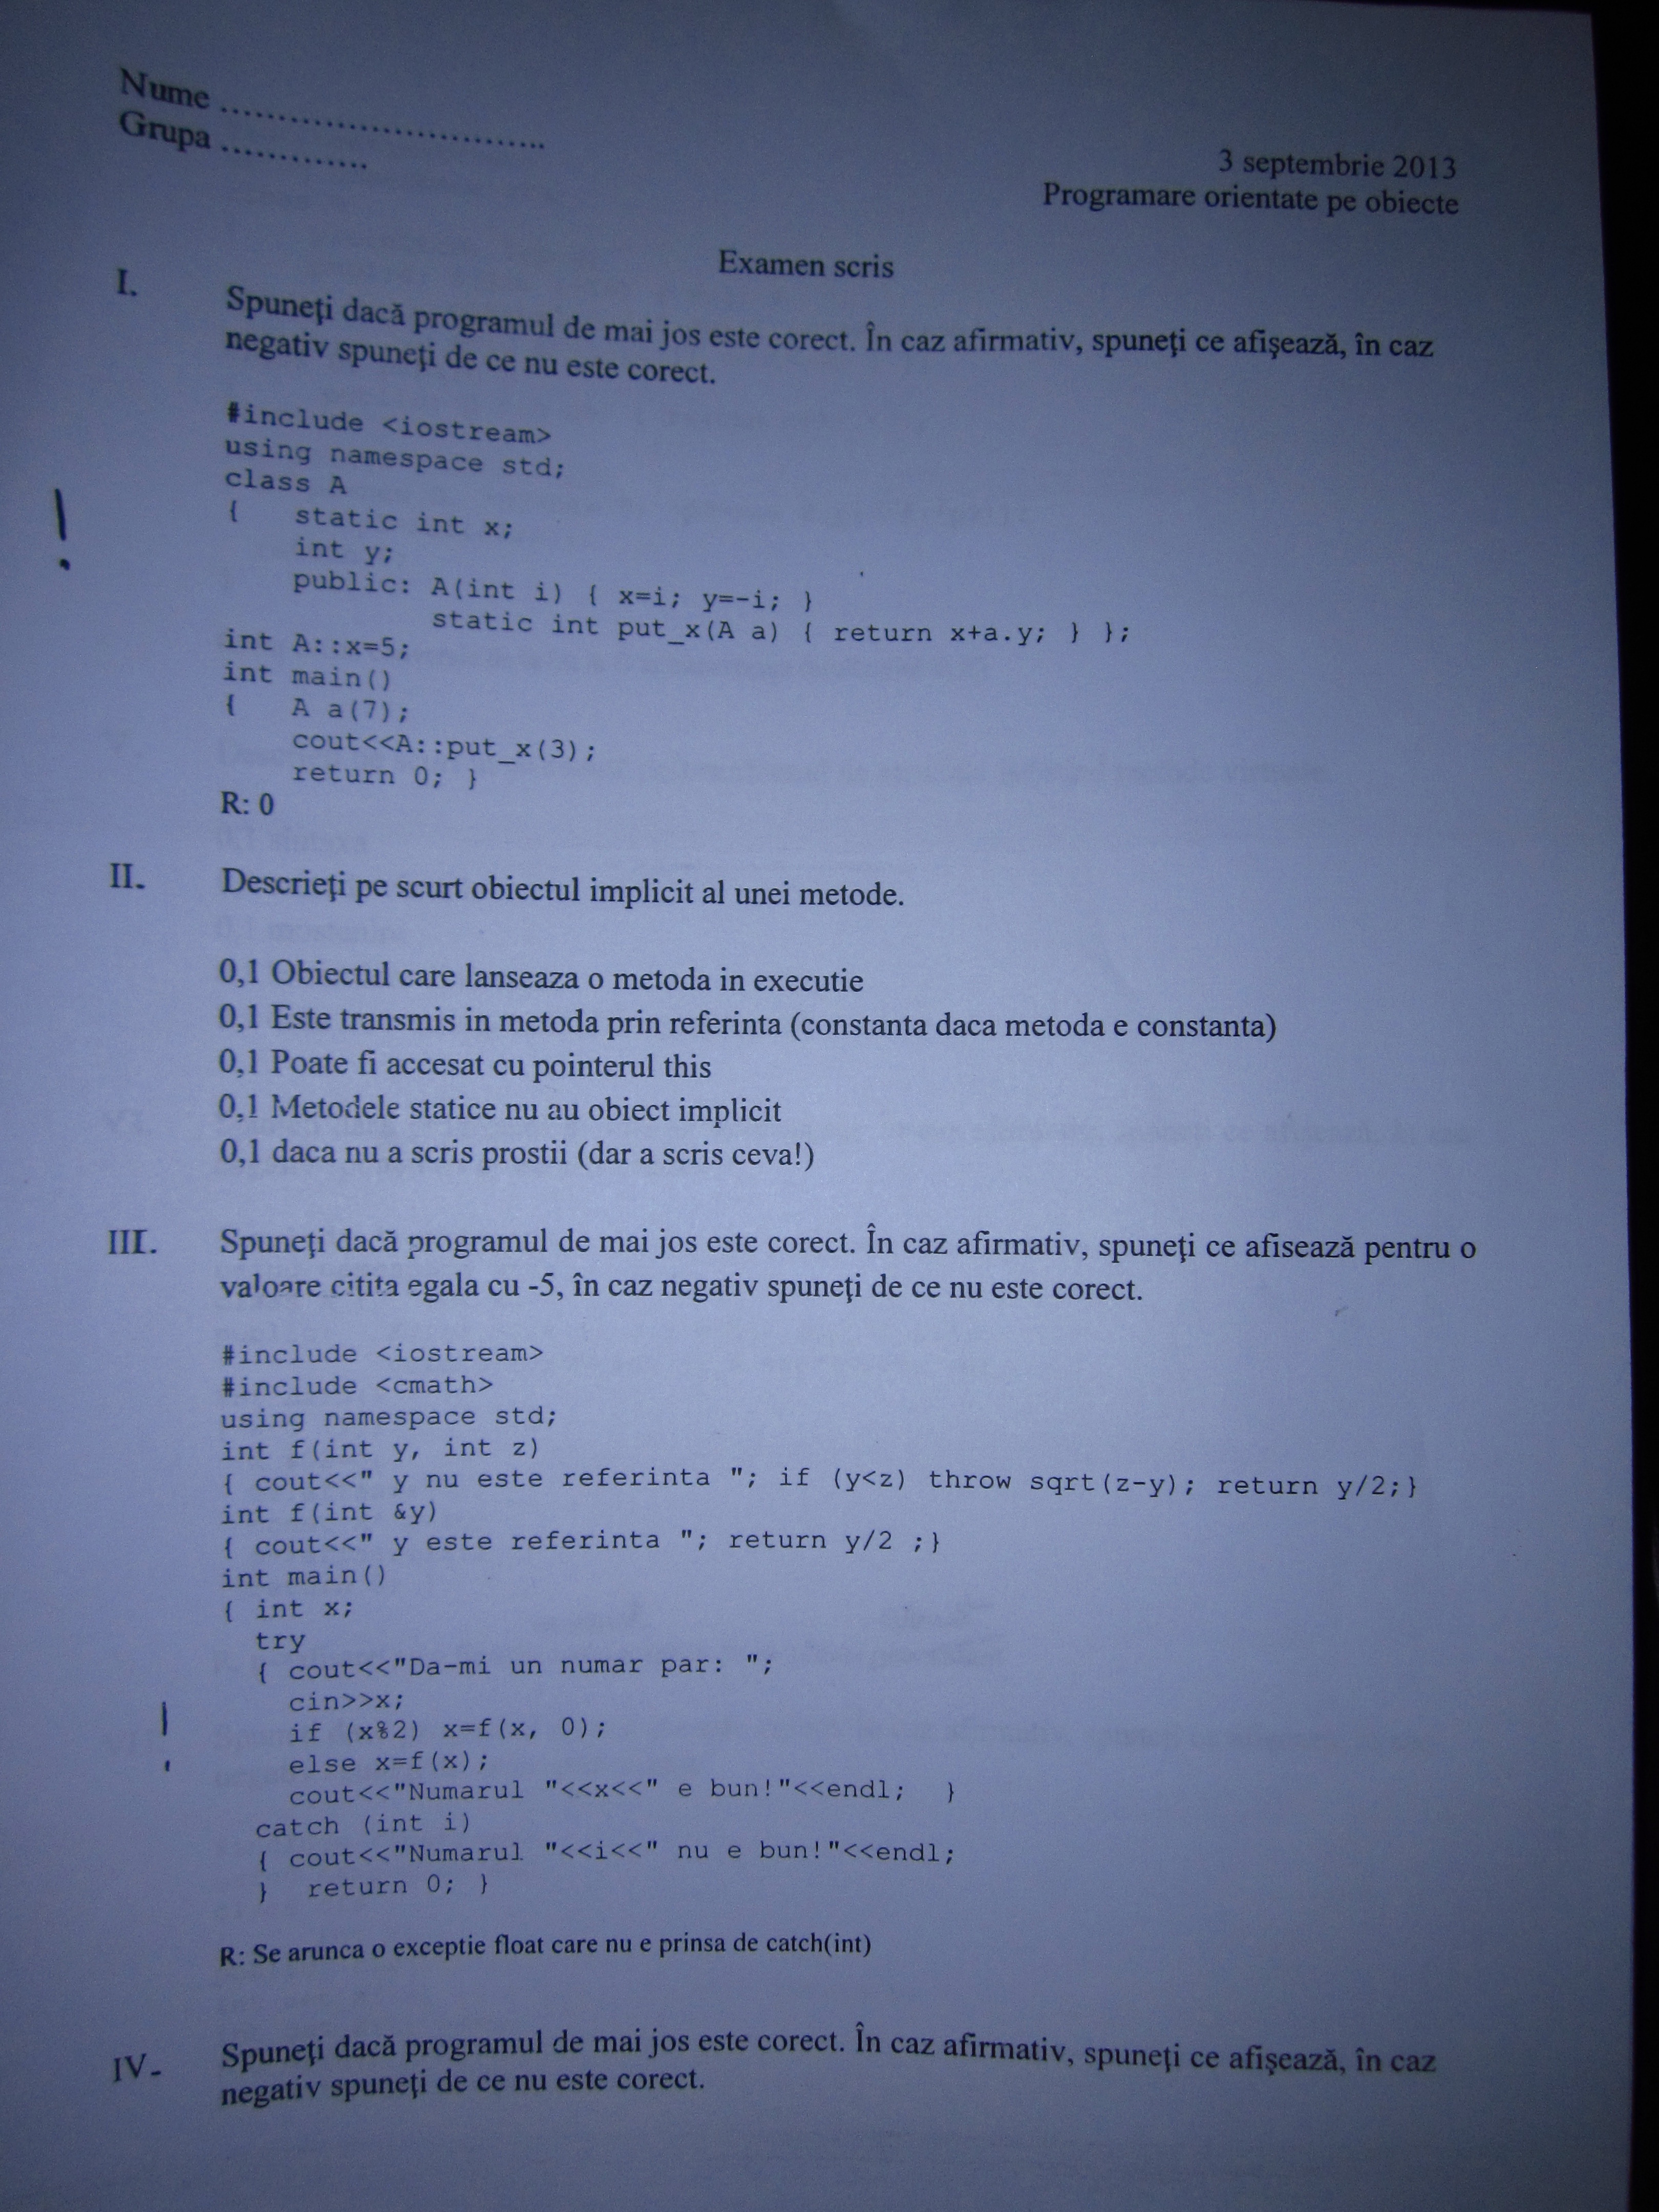 Nume ................................
Grupa .............
3 septembrie 2013
Programare orientate pe obiecte
Examen scris
I. Spuneţi dacă programul de mai jos este corect. În caz afirmativ, spuneţi ce afişează, în caz
negativ spuneţi de ce nu este corect.
#include <iostream>
using namespace std;
class A
{ static int x;
int y;
public: A(int i) { x=i; y=-i; }
static int put_x(A a) { return x+a.y; } };
int A::x=5;
int main()
{ A a(7);
cout<<A::put_x(3);
return 0; }
R: 0
II. Descrieţi pe scurt obiectul implicit al unei metode.
0,1 Obiectul care lanseaza o metoda in executie
0,1 Este transmis in metoda prin referinta (constanta daca metoda e constanta)
0,1 Poate fi accesat cu pointerul this
0,1 Metodele statice nu au obiect implicit
0,1 daca nu a scris prostii (dar a scris ceva!)
III. Spuneţi dacă programul de mai jos este corect. În caz afirmativ, spuneţi ce afisează pentru o
valoare citita egala cu -5, în caz negativ spuneţi de ce nu este corect.
#include <iostream>
#include <cmath>
using namespace std;
int f(int y, int z)
{ cout<<" y nu este referinta "; if (y<z) throw sqrt(z-y); return y/2;}
int f(int &y)
{ cout<<" y este referinta "; return y/2 ;}
int main()
{ int x;
try
{ cout<<"Da-mi un numar par: ";
cin>>x;
if (x%2) x=f(x, 0);
else x=f(x);
cout<<"Numarul "<<x<<" e bun!"<<endl; }
catch (int i)
{ cout<<"Numarul "<<i<<" nu e bun!"<<endl;
} return 0; }
R: Se arunca o exceptie float care nu e prinsa de catch(int)
IV. Spuneţi dacă programul de mai jos este corect. În caz afirmativ, spuneţi ce afişează, în caz
negativ spuneţi de ce nu este corect.